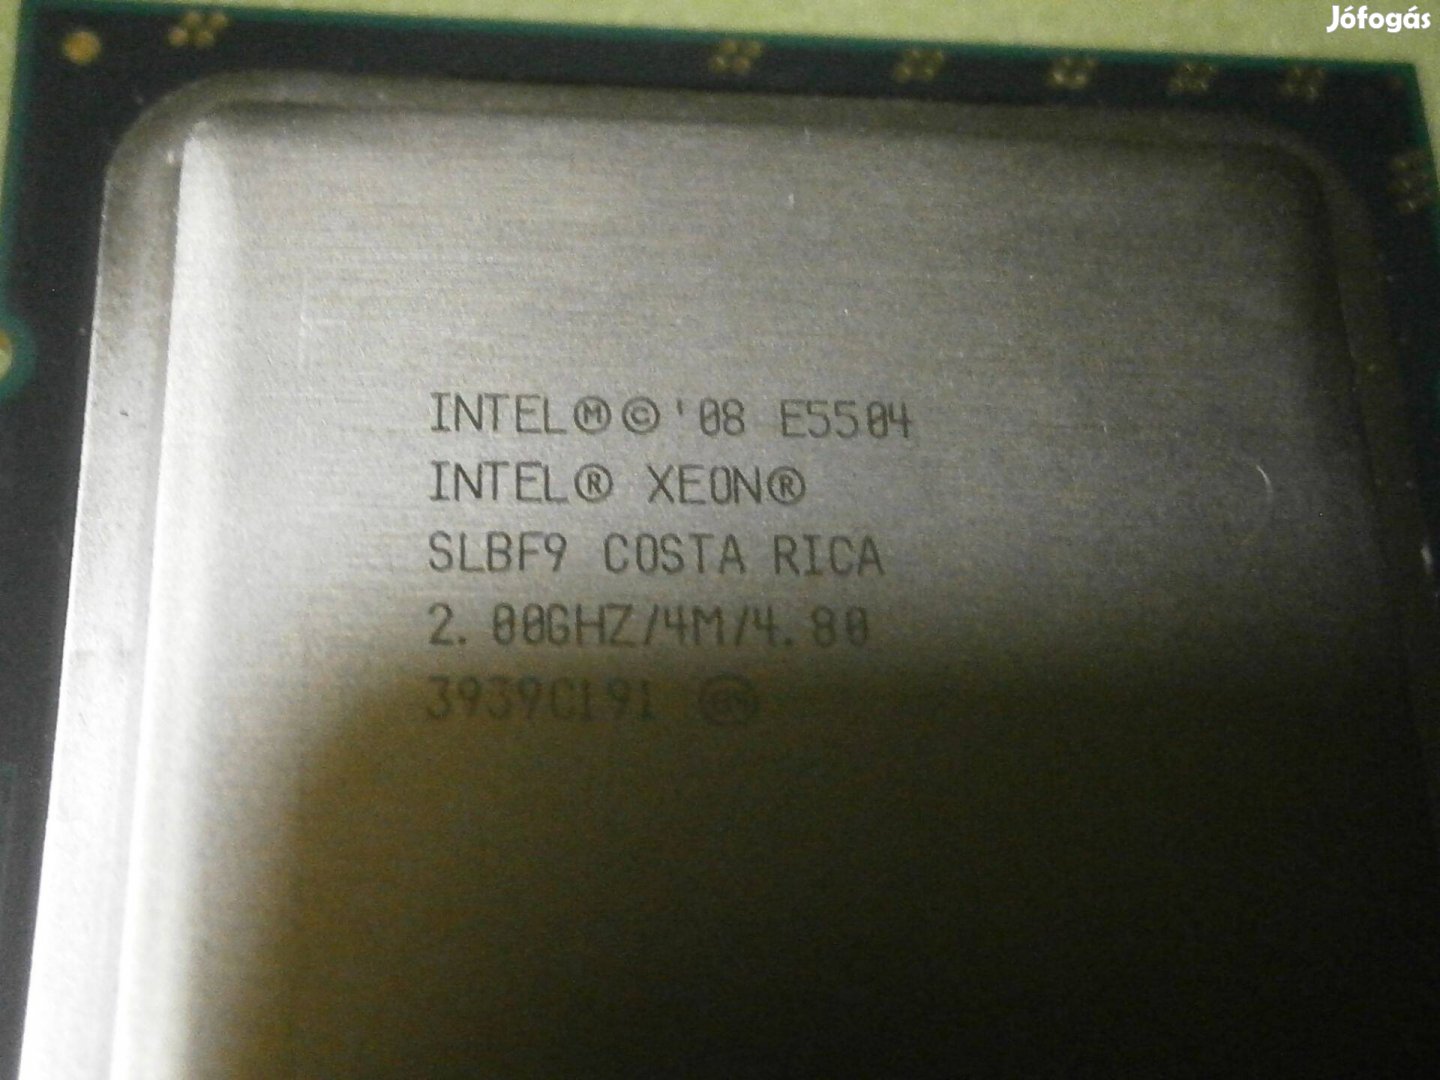 Jófogás
INTEL Ⓜ © '08 E5504
INTEL® XEON®
SLBF9 COSTA RICA
2.00GHZ/4M/4.80
3939C191